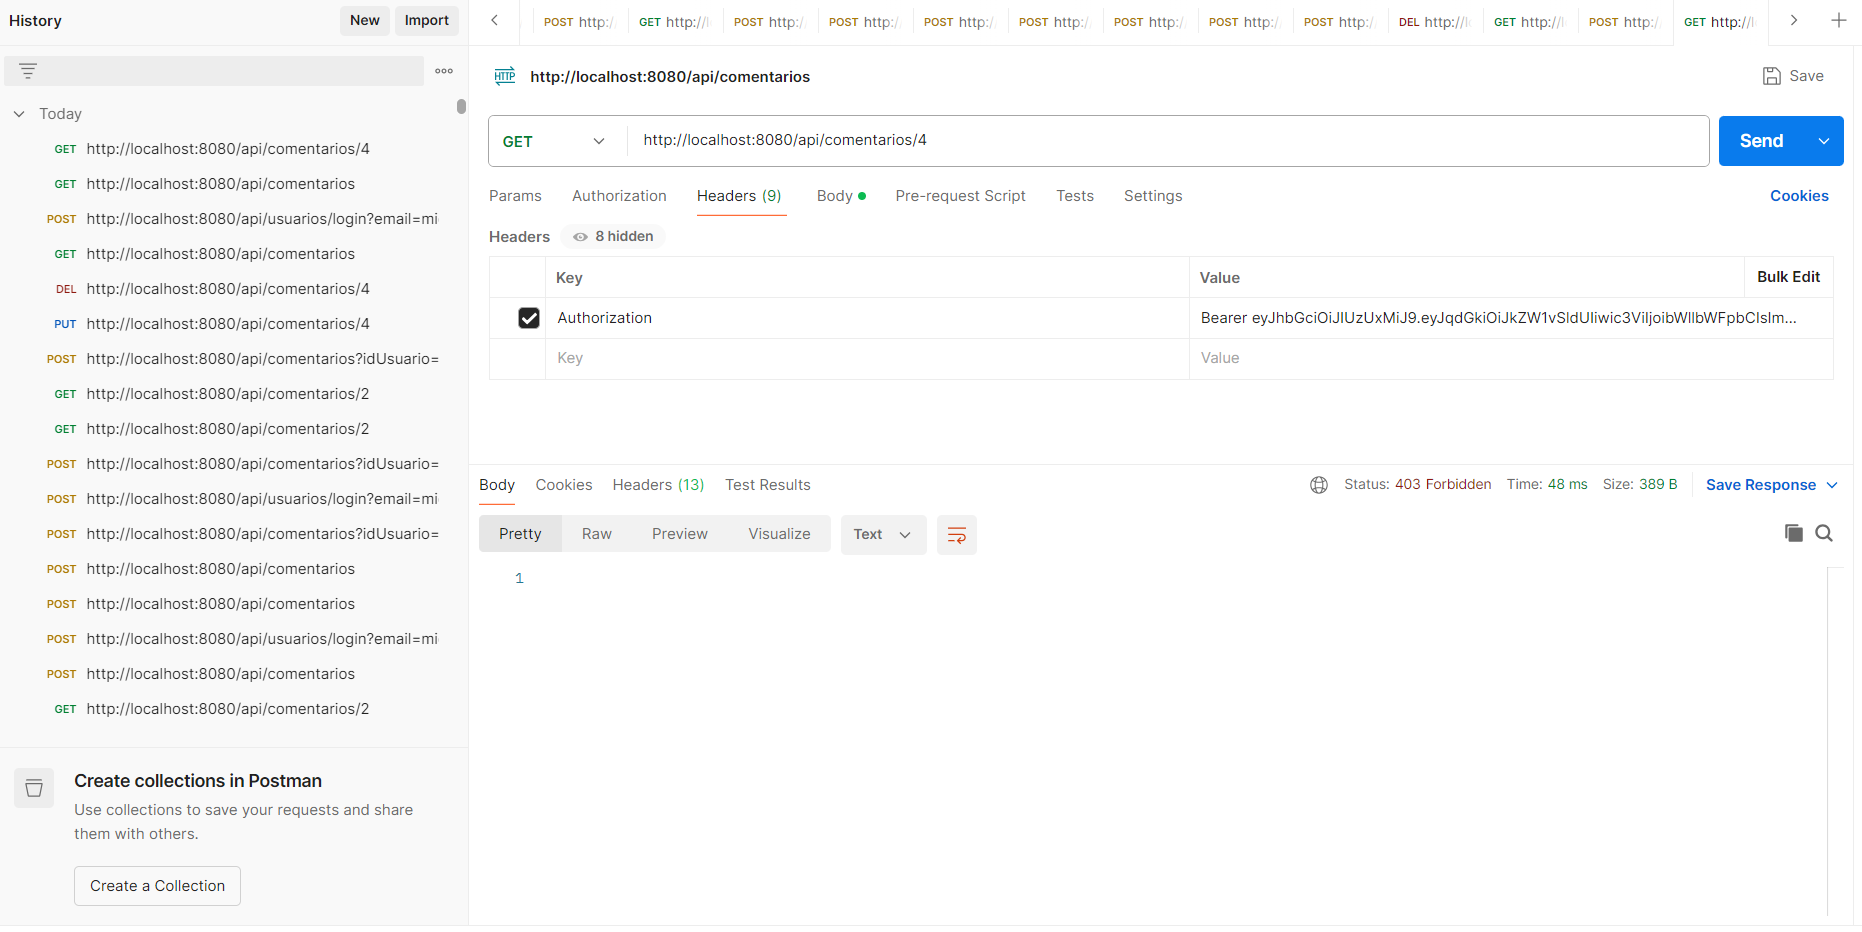 History
New
Import
Today
GET http://localhost:8080/api/comentarios/4
GET http://localhost:8080/api/comentarios
POST http://localhost:8080/api/usuarios/login?email=mi
GET http://localhost:8080/api/comentarios
DEL http://localhost:8080/api/comentarios/4
PUT http://localhost:8080/api/comentarios/4
POST http://localhost:8080/api/comentarios?idUsuario=
GET http://localhost:8080/api/comentarios/2
GET http://localhost:8080/api/comentarios/2
POST http://localhost:8080/api/comentarios?idUsuario=
POST http://localhost:8080/api/usuarios/login?email=mi
POST http://localhost:8080/api/comentarios?idUsuario=
POST http://localhost:8080/api/comentarios
POST http://localhost:8080/api/comentarios
POST http://localhost:8080/api/usuarios/login?email=mi
POST http://localhost:8080/api/comentarios
GET http://localhost:8080/api/comentarios/2
Create collections in Postman
Use collections to save your requests and share
them with others.
Create a Collection
POST http:/ GET http://l POST http:/ POST http:/ POST http:/ POST http:/ POST http:/ POST http:/ POST http:/ DEL http://l GET http://l POST http:/ GET http://l
HTTP http://localhost:8080/api/comentarios
Save
GET http://localhost:8080/api/comentarios/4
Send
Params Authorization Headers (9) Body Pre-request Script Tests Settings
Cookies
Headers 8 hidden
Key Value Bulk Edit
Authorization Bearer eyJhbGciOiJIUzUxMiJ9.eyJqdGkiOiJkZW1vSldUIiwic3ViIjoibWllbWFpbCIsIm...
Key Value
Body Cookies Headers (13) Test Results
Status: 403 Forbidden Time: 48 ms Size: 389 B Save Response
Pretty Raw Preview Visualize Text
1